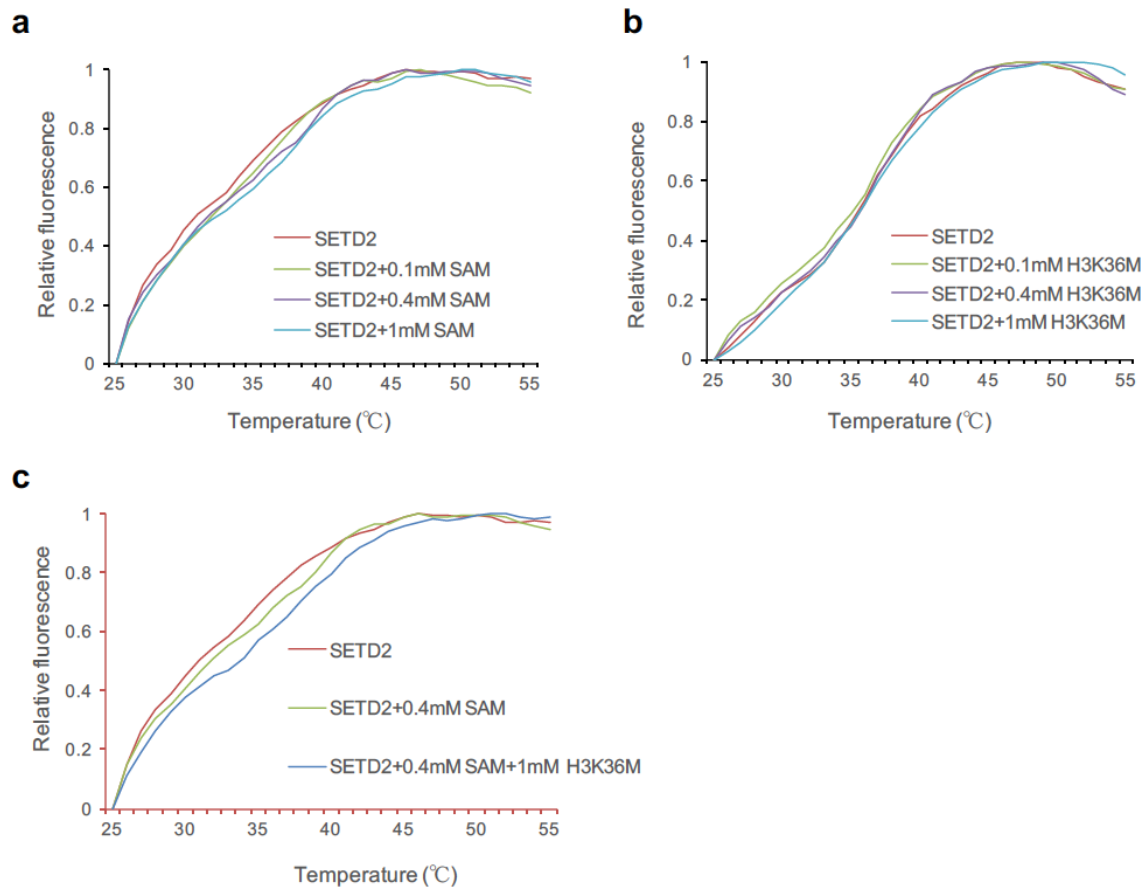 a
1
0.8
0.6
0.4
0.2
0
Relative fluorescence
SETD2
SETD2+0.1mM SAM
SETD2+0.4mM SAM
SETD2+1mM SAM
25 30 35 40 45 50 55
Temperature (℃)
b
1
0.8
0.6
0.4
0.2
0
Relative fluorescence
SETD2
SETD2+0.1mM H3K36M
SETD2+0.4mM H3K36M
SETD2+1mM H3K36M
25 30 35 40 45 50 55
Temperature (℃)
c
1
0.8
0.6
0.4
0.2
0
Relative fluorescence
SETD2
SETD2+0.4mM SAM
SETD2+0.4mM SAM+1mM H3K36M
25 30 35 40 45 50 55
Temperature (℃)